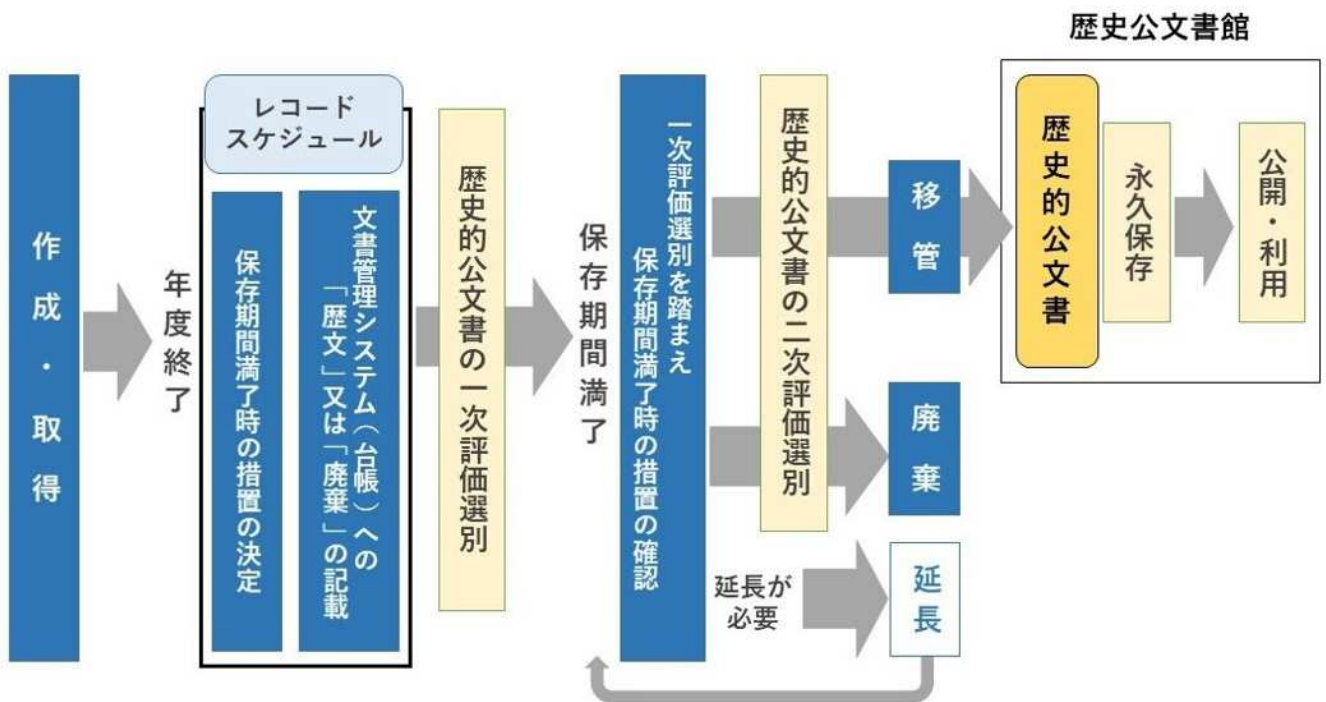 作成・取得
年度終了
レコード
スケジュール
保存期間満了時の措置の決定
文書管理システム（台帳）への
「歴文」又は「廃棄」の記載
歴史的公文書の一次評価選別
保存期間満了
一次評価選別を踏まえ
保存期間満了時の措置の確認
歴史的公文書の二次評価選別
移管
廃棄
延長が
必要
延長
歴史公文書館
歴史的公文書
永久保存
公開・利用